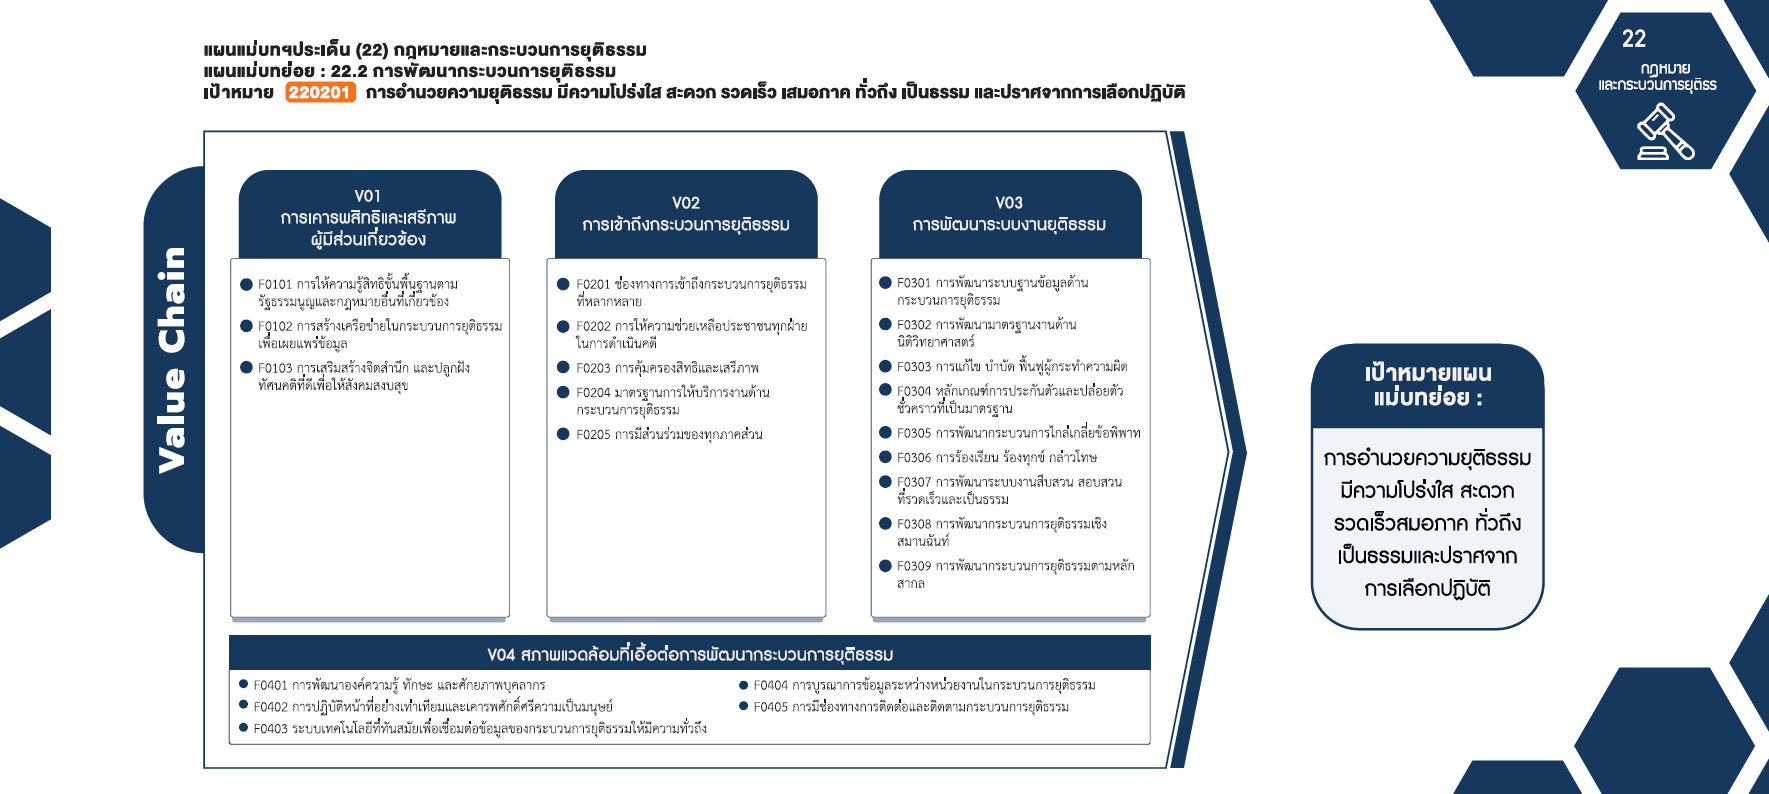 แผนแม่บทฯประเด็น (22) กฎหมายและกระบวนการยุติธรรม
แผนแม่บทย่อย : 22.2 การพัฒนากระบวนการยุติธรรม
เป้าหมาย 220201 การอำนวยความยุติธรรม มีความโปร่งใส สะดวก รวดเร็ว เสมอภาค ทั่วถึง เป็นธรรม และปราศจากการเลือกปฏิบัติ
22
กฎหมาย
และกระบวนการยุติธร
Value Chain
V01
การเคารพสิทธิและเสรีภาพ
ผู้มีส่วนเกี่ยวข้อง
F0101 การให้ความรู้สิทธิขั้นพื้นฐานตาม
รัฐธรรมนูญและกฎหมายอื่นที่เกี่ยวข้อง
F0102 การสร้างเครือข่ายในกระบวนการยุติธรรม
เพื่อเผยแพร่ข้อมูล
F0103 การเสริมสร้างจิตสำนึก และปลูกฝัง
ทัศนคติที่ดีเพื่อให้สังคมสงบสุข
V02
การเข้าถึงกระบวนการยุติธรรม
F0201 ช่องทางการเข้าถึงกระบวนการยุติธรรม
ที่หลากหลาย
F0202 การให้ความช่วยเหลือประชาชนทุกฝ่าย
ในการดำเนินคดี
F0203 การคุ้มครองสิทธิและเสรีภาพ
F0204 มาตรฐานการให้บริการงานด้าน
กระบวนการยุติธรรม
F0205 การมีส่วนร่วมของทุกภาคส่วน
V03
การพัฒนาระบบงานยุติธรรม
F0301 การพัฒนาระบบฐานข้อมูลด้าน
กระบวนการยุติธรรม
F0302 การพัฒนามาตรฐานงานด้าน
นิติวิทยาศาสตร์
F0303 การแก้ไข บำบัด ฟื้นฟูผู้กระทำความผิด
F0304 หลักเกณฑ์การประกันตัวและปล่อยตัว
ชั่วคราวที่เป็นมาตรฐาน
F0305 การพัฒนากระบวนการไกล่เกลี่ยข้อพิพาท
F0306 การร้องเรียน ร้องทุกข์ กล่าวโทษ
F0307 การพัฒนาระบบงานสืบสวน สอบสวน
ที่รวดเร็วและเป็นธรรม
F0308 การพัฒนากระบวนการยุติธรรมเชิง
สมานฉันท์
F0309 การพัฒนากระบวนการยุติธรรมตามหลัก
สากล
V04 สภาพแวดล้อมที่เอื้อต่อการพัฒนากระบวนการยุติธรรม
F0401 การพัฒนาองค์ความรู้ ทักษะ และศักยภาพบุคลากร
F0402 การปฏิบัติหน้าที่อย่างเท่าเทียมและเคารพศักดิ์ศรีความเป็นมนุษย์
F0403 ระบบเทคโนโลยีที่ทันสมัยเพื่อเชื่อมต่อข้อมูลของกระบวนการยุติธรรมให้มีความทั่วถึง
F0404 การบูรณาการข้อมูลระหว่างหน่วยงานในกระบวนการยุติธรรม
F0405 การมีช่องทางการติดต่อและติดตามกระบวนการยุติธรรม
เป้าหมายแผน
แม่บทย่อย :
การอำนวยความยุติธรรม
มีความโปร่งใส สะดวก
รวดเร็วสมอภาค ทั่วถึง
เป็นธรรมและปราศจาก
การเลือกปฏิบัติ